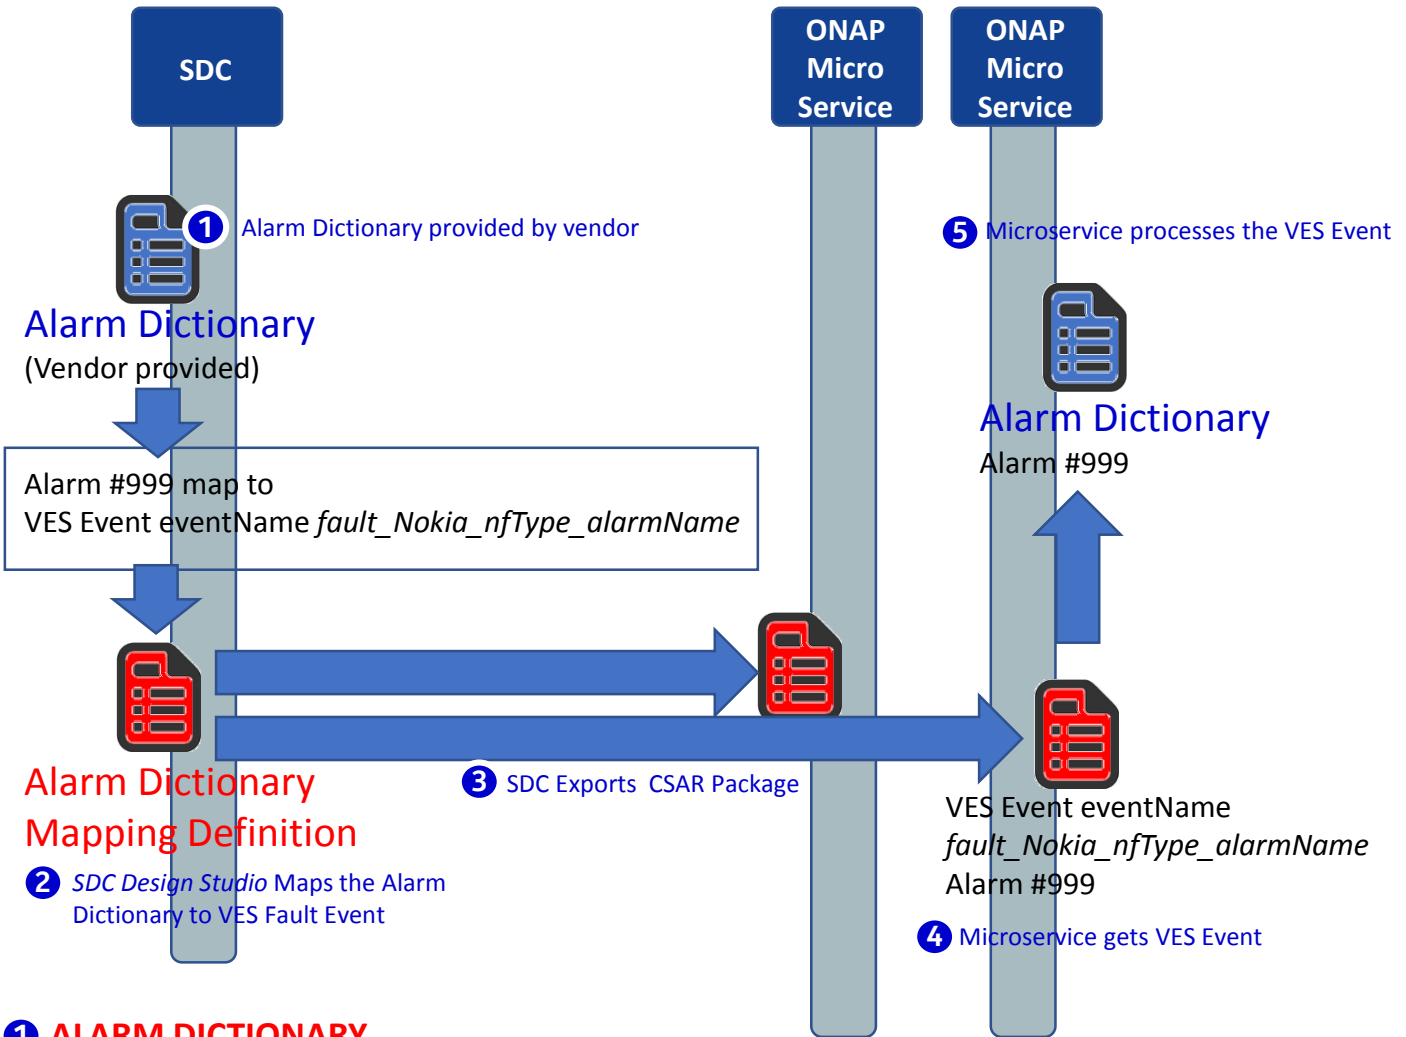 SDC
ONAP
Micro
Service
ONAP
Micro
Service
1 Alarm Dictionary provided by vendor
5 Microservice processes the VES Event
Alarm Dictionary
(Vendor provided)
Alarm Dictionary
Alarm #999
Alarm #999 map to
VES Event eventName fault_Nokia_nfType_alarmName
Alarm Dictionary
Mapping Definition
3 SDC Exports CSAR Package
VES Event eventName
fault_Nokia_nfType_alarmName
Alarm #999
2 SDC Design Studio Maps the Alarm
Dictionary to VES Fault Event
4 Microservice gets VES Event
1 ALARM DICTIONARY